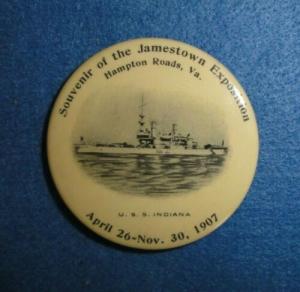 Souvenir of the Jamestown Exposition
Hampton Roads, Va.
U. S. S. INDIANA
April 26-Nov. 30, 1907